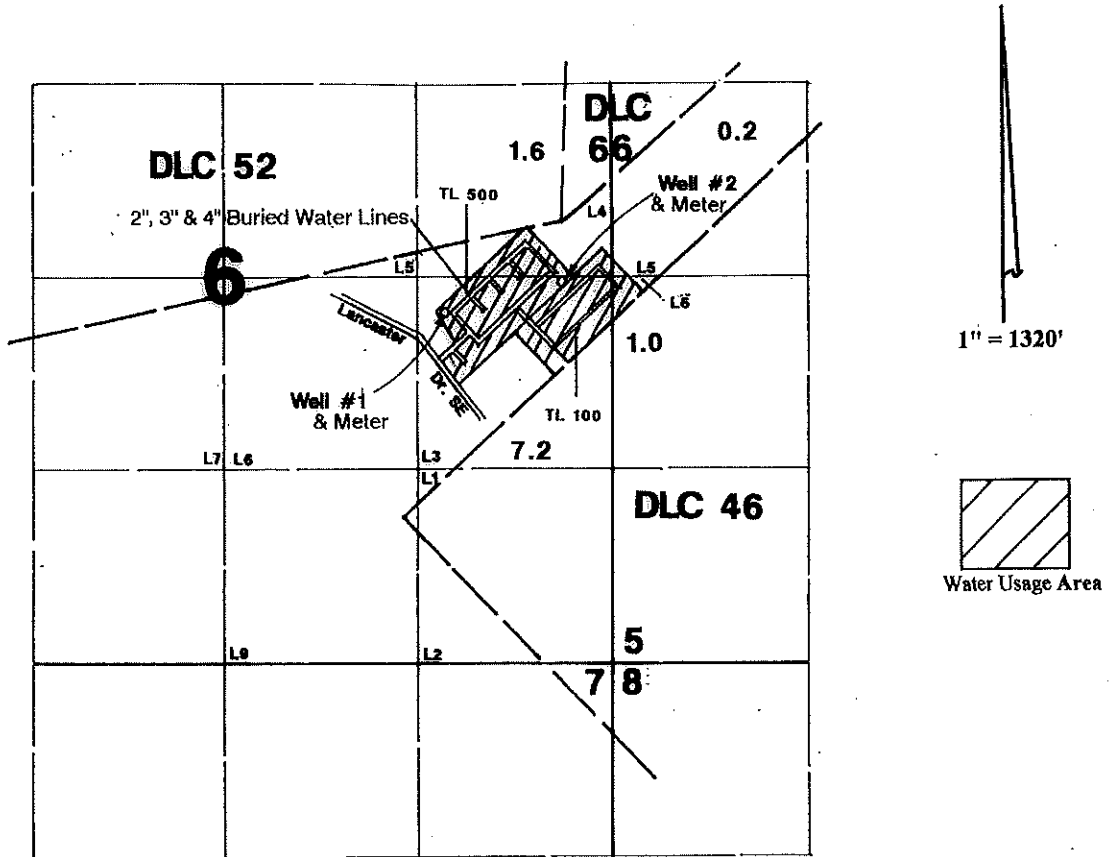 DLC
66
0.2
1.6
DLC 52
TL 500
Well #2
& Meter
2", 3" & 4" Buried Water Lines
L4
6
L5
L5
L6
Lancaster
Dr. SE
1.0
1" = 1320'
Well #1
& Meter
TL 100
7.2
L7
L6
L3
L1
DLC 46
Water Usage Area
L9
L2
5
7
8